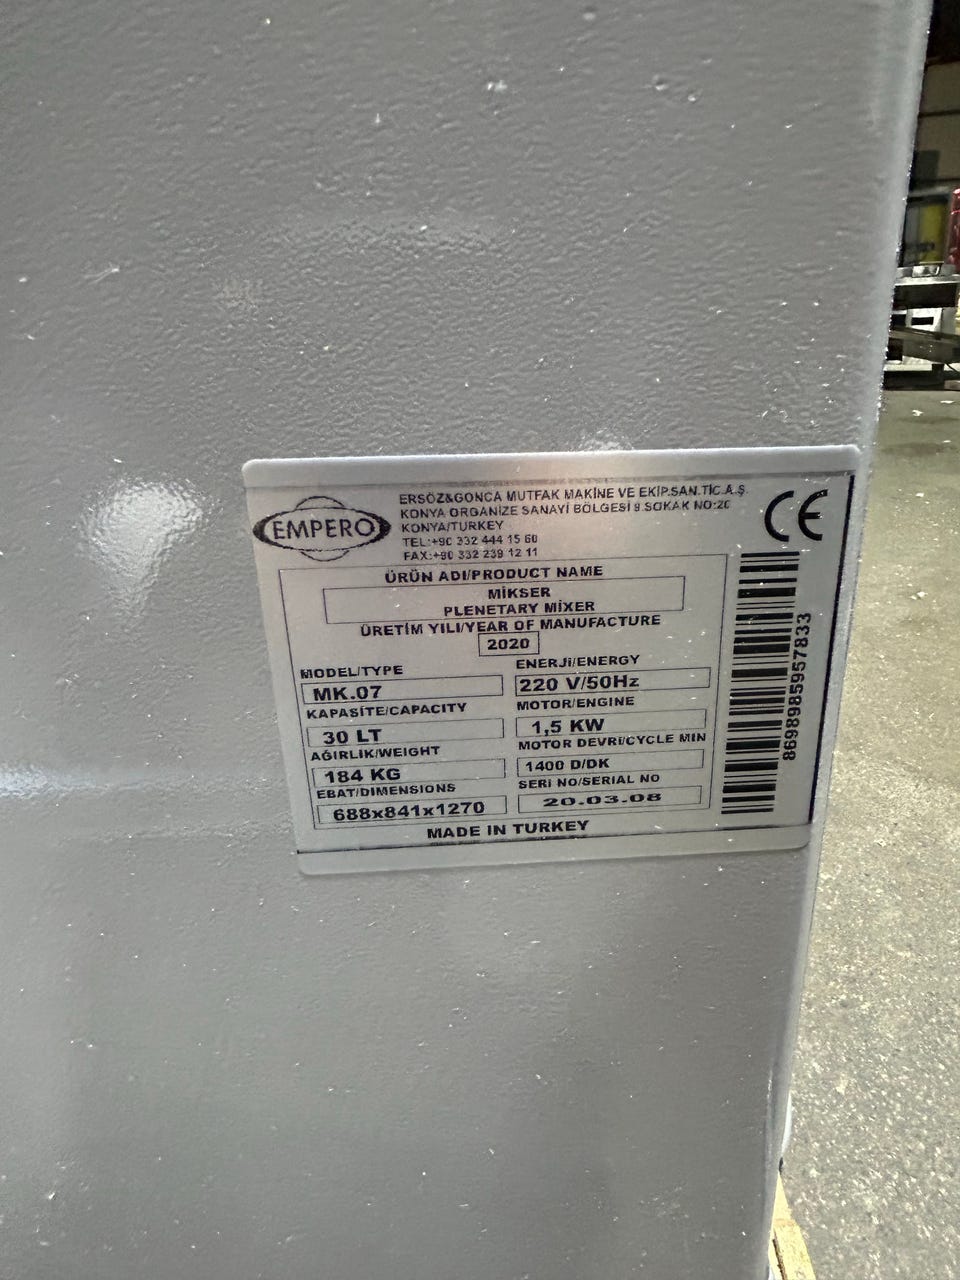 EMPERO
ERSÖZ&GONCA MUTFAK MAKİNE VE EKİP.SAN.TİC.A.Ş.
KONYA ORGANİZE SANAYİ BÖLGESİ 9.SOKAK NO:20
KONYA/TURKEY
TEL:+90 332 444 15 60
FAX:+90 332 239 12 11
CE
ÜRÜN ADI/PRODUCT NAME
MİKSER
PLENETARY MİXER
ÜRETİM YILI/YEAR OF MANUFACTURE
2020
MODEL/TYPE
MK.07
ENERJİ/ENERGY
220 V/50Hz
KAPASİTE/CAPACITY
30 LT
MOTOR/ENGINE
1,5 KW
AĞIRLIK/WEIGHT
184 KG
MOTOR DEVRİ/CYCLE MIN
1400 D/DK
EBAT/DIMENSIONS
688x841x1270
SERİ NO/SERIAL NO
20.03.08
MADE IN TURKEY
8698985957833